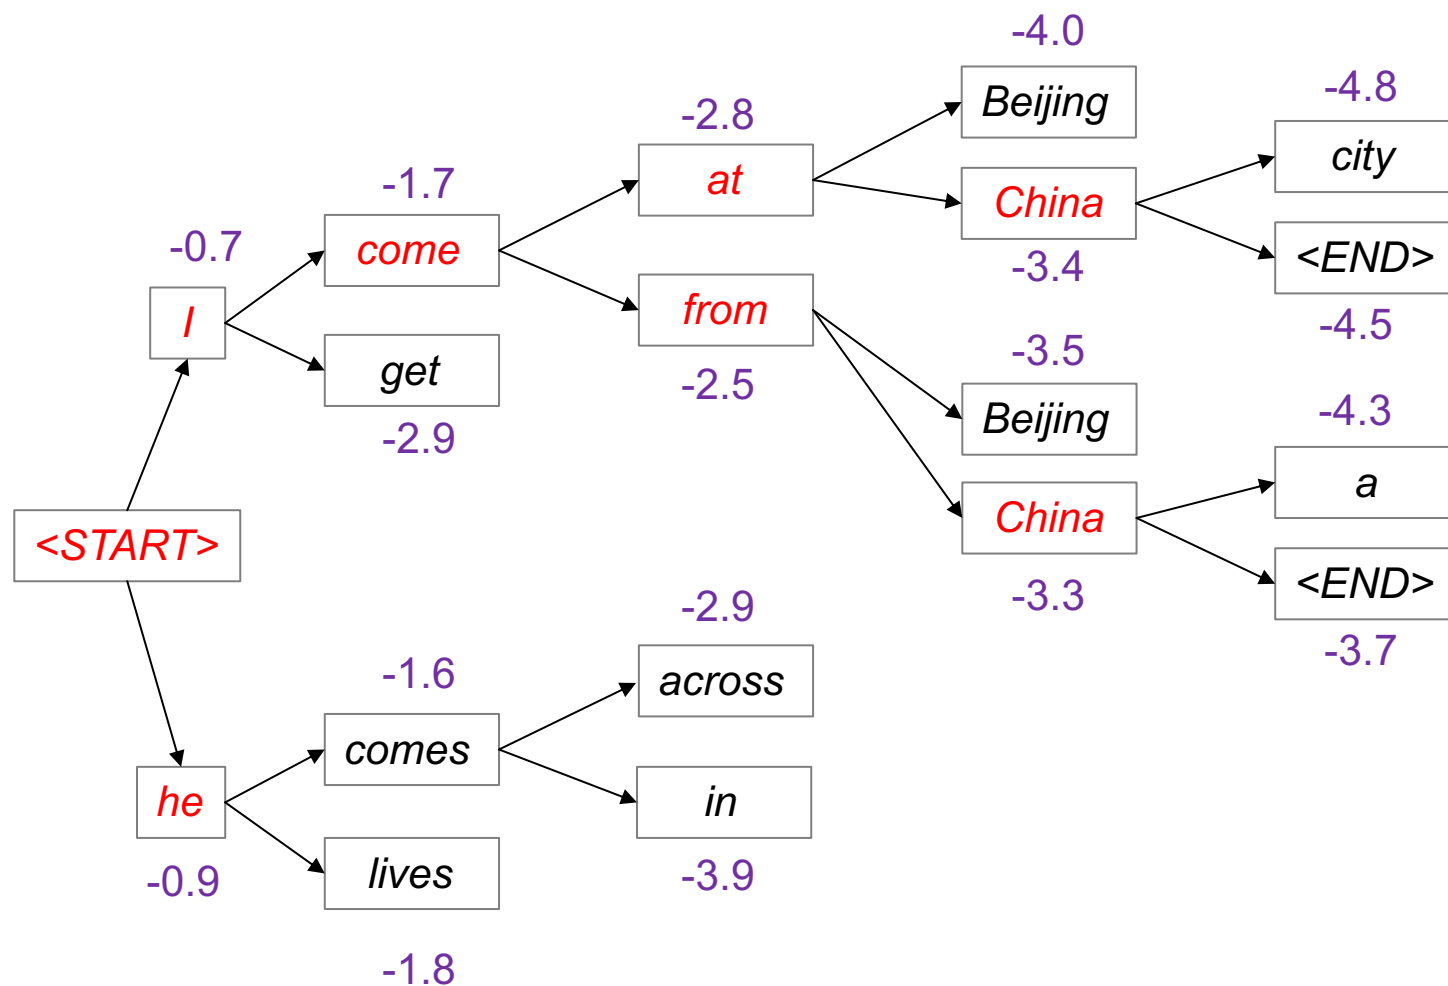 -4.0
Beijing
-4.8
-2.8
city
at
-1.7
China
-0.7
come
<END>
-3.4
I
from
-4.5
get
-3.5
-2.5
Beijing
-4.3
-2.9
a
China
<START>
<END>
-2.9
-3.3
-3.7
-1.6
across
comes
he
in
-0.9
lives
-3.9
-1.8